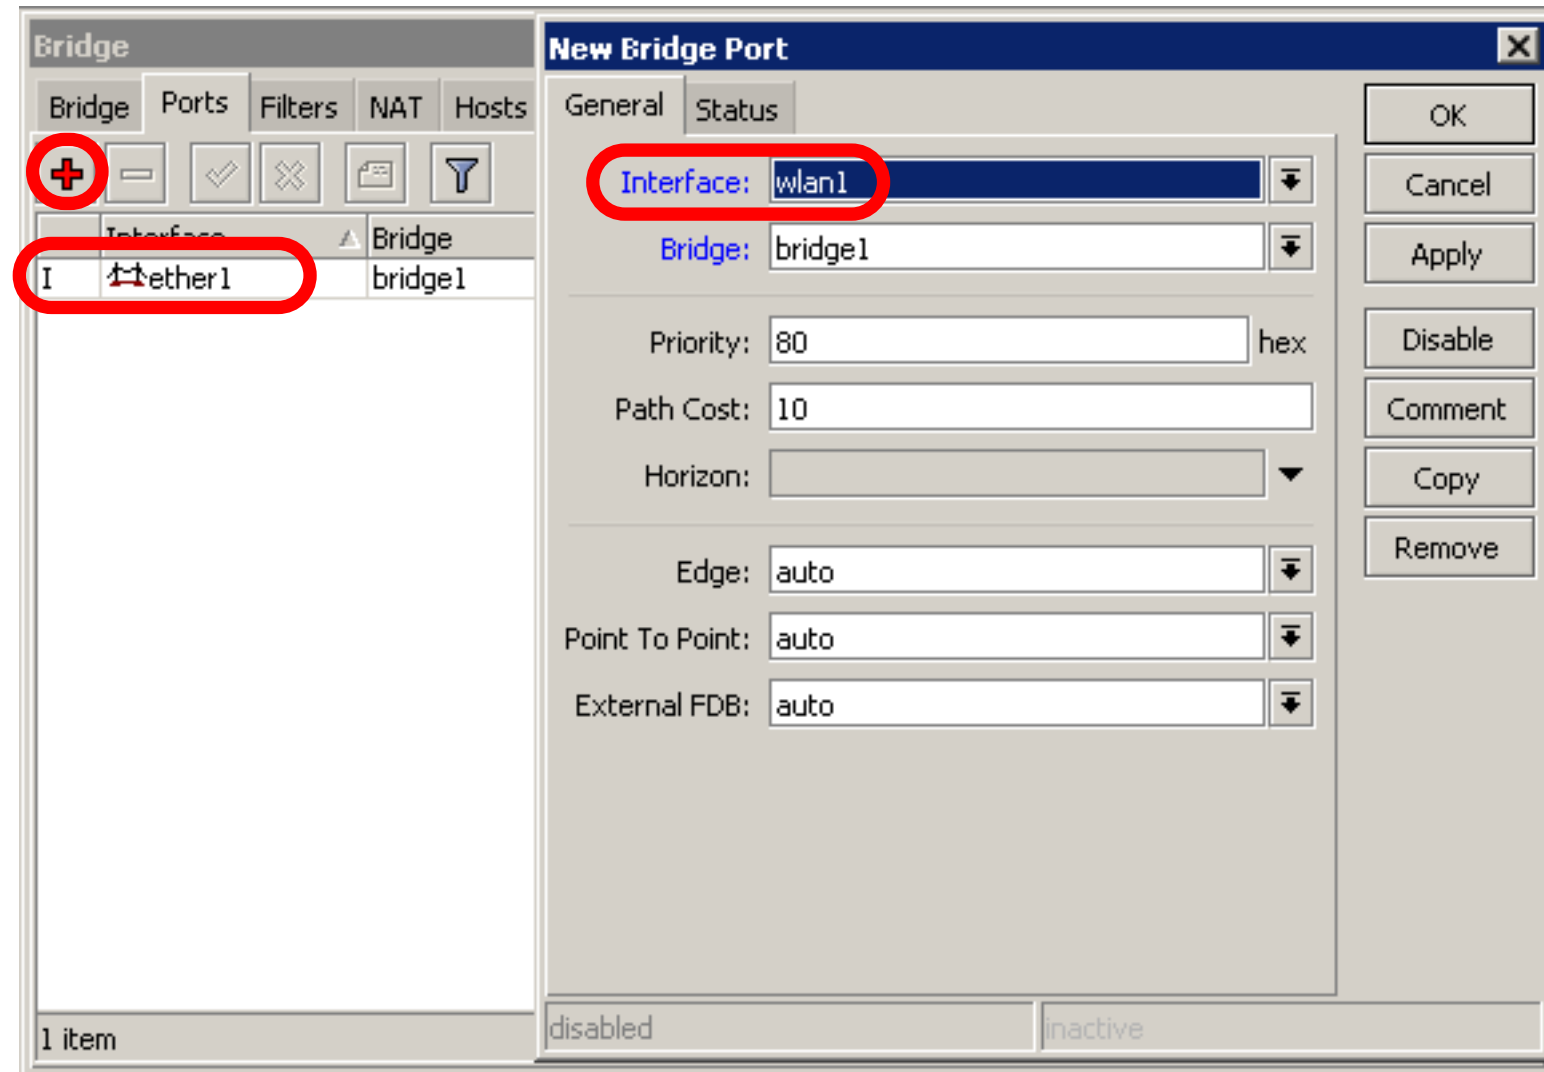 Bridge
Bridge Ports Filters NAT Hosts
Interface Bridge
I ether1 bridge1
1 item
New Bridge Port
General Status
Interface: wlan1
Bridge: bridge1
Priority: 80 hex
Path Cost: 10
Horizon:
Edge: auto
Point To Point: auto
External FDB: auto
OK
Cancel
Apply
Disable
Comment
Copy
Remove
disabled inactive